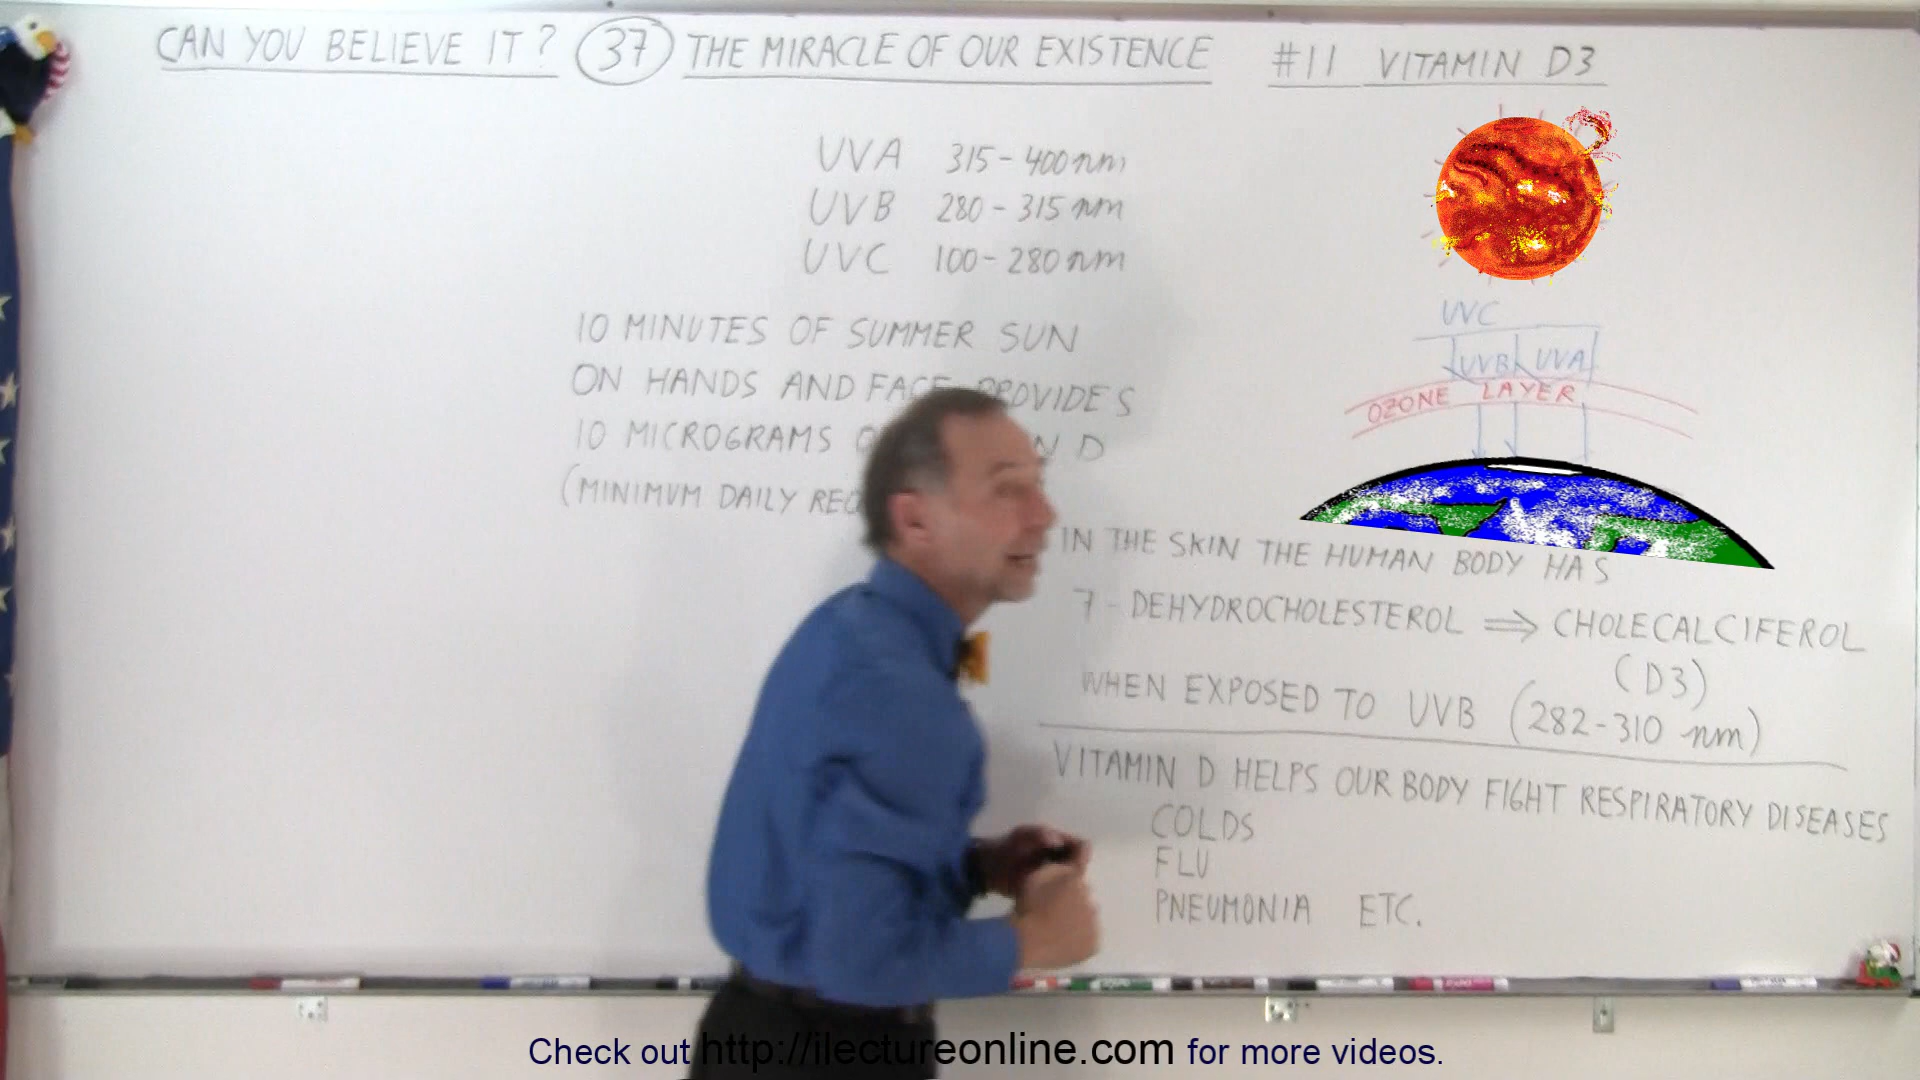 CAN YOU BELIEVE IT? 37 THE MIRACLE OF OUR EXISTENCE #11 VITAMIN D3
UVA 315-400nm
UVB 280-315nm
UVC 100-280nm
10 MINUTES OF SUMMER SUN
ON HANDS AND FACE PROVIDES
10 MICROGRAMS D
(MINIMUM DAILY
UVC
UVB UVA
OZONE LAYER
IN THE SKIN THE HUMAN BODY HAS
7-DEHYDROCHOLESTEROL ⇒ CHOLECALCIFEROL
(D3)
WHEN EXPOSED TO UVB (282-310 nm)
VITAMIN D HELPS OUR BODY FIGHT RESPIRATORY DISEASES
COLDS
FLU
PNEUMONIA ETC.
Check out http://ilectureonline.com for more videos.